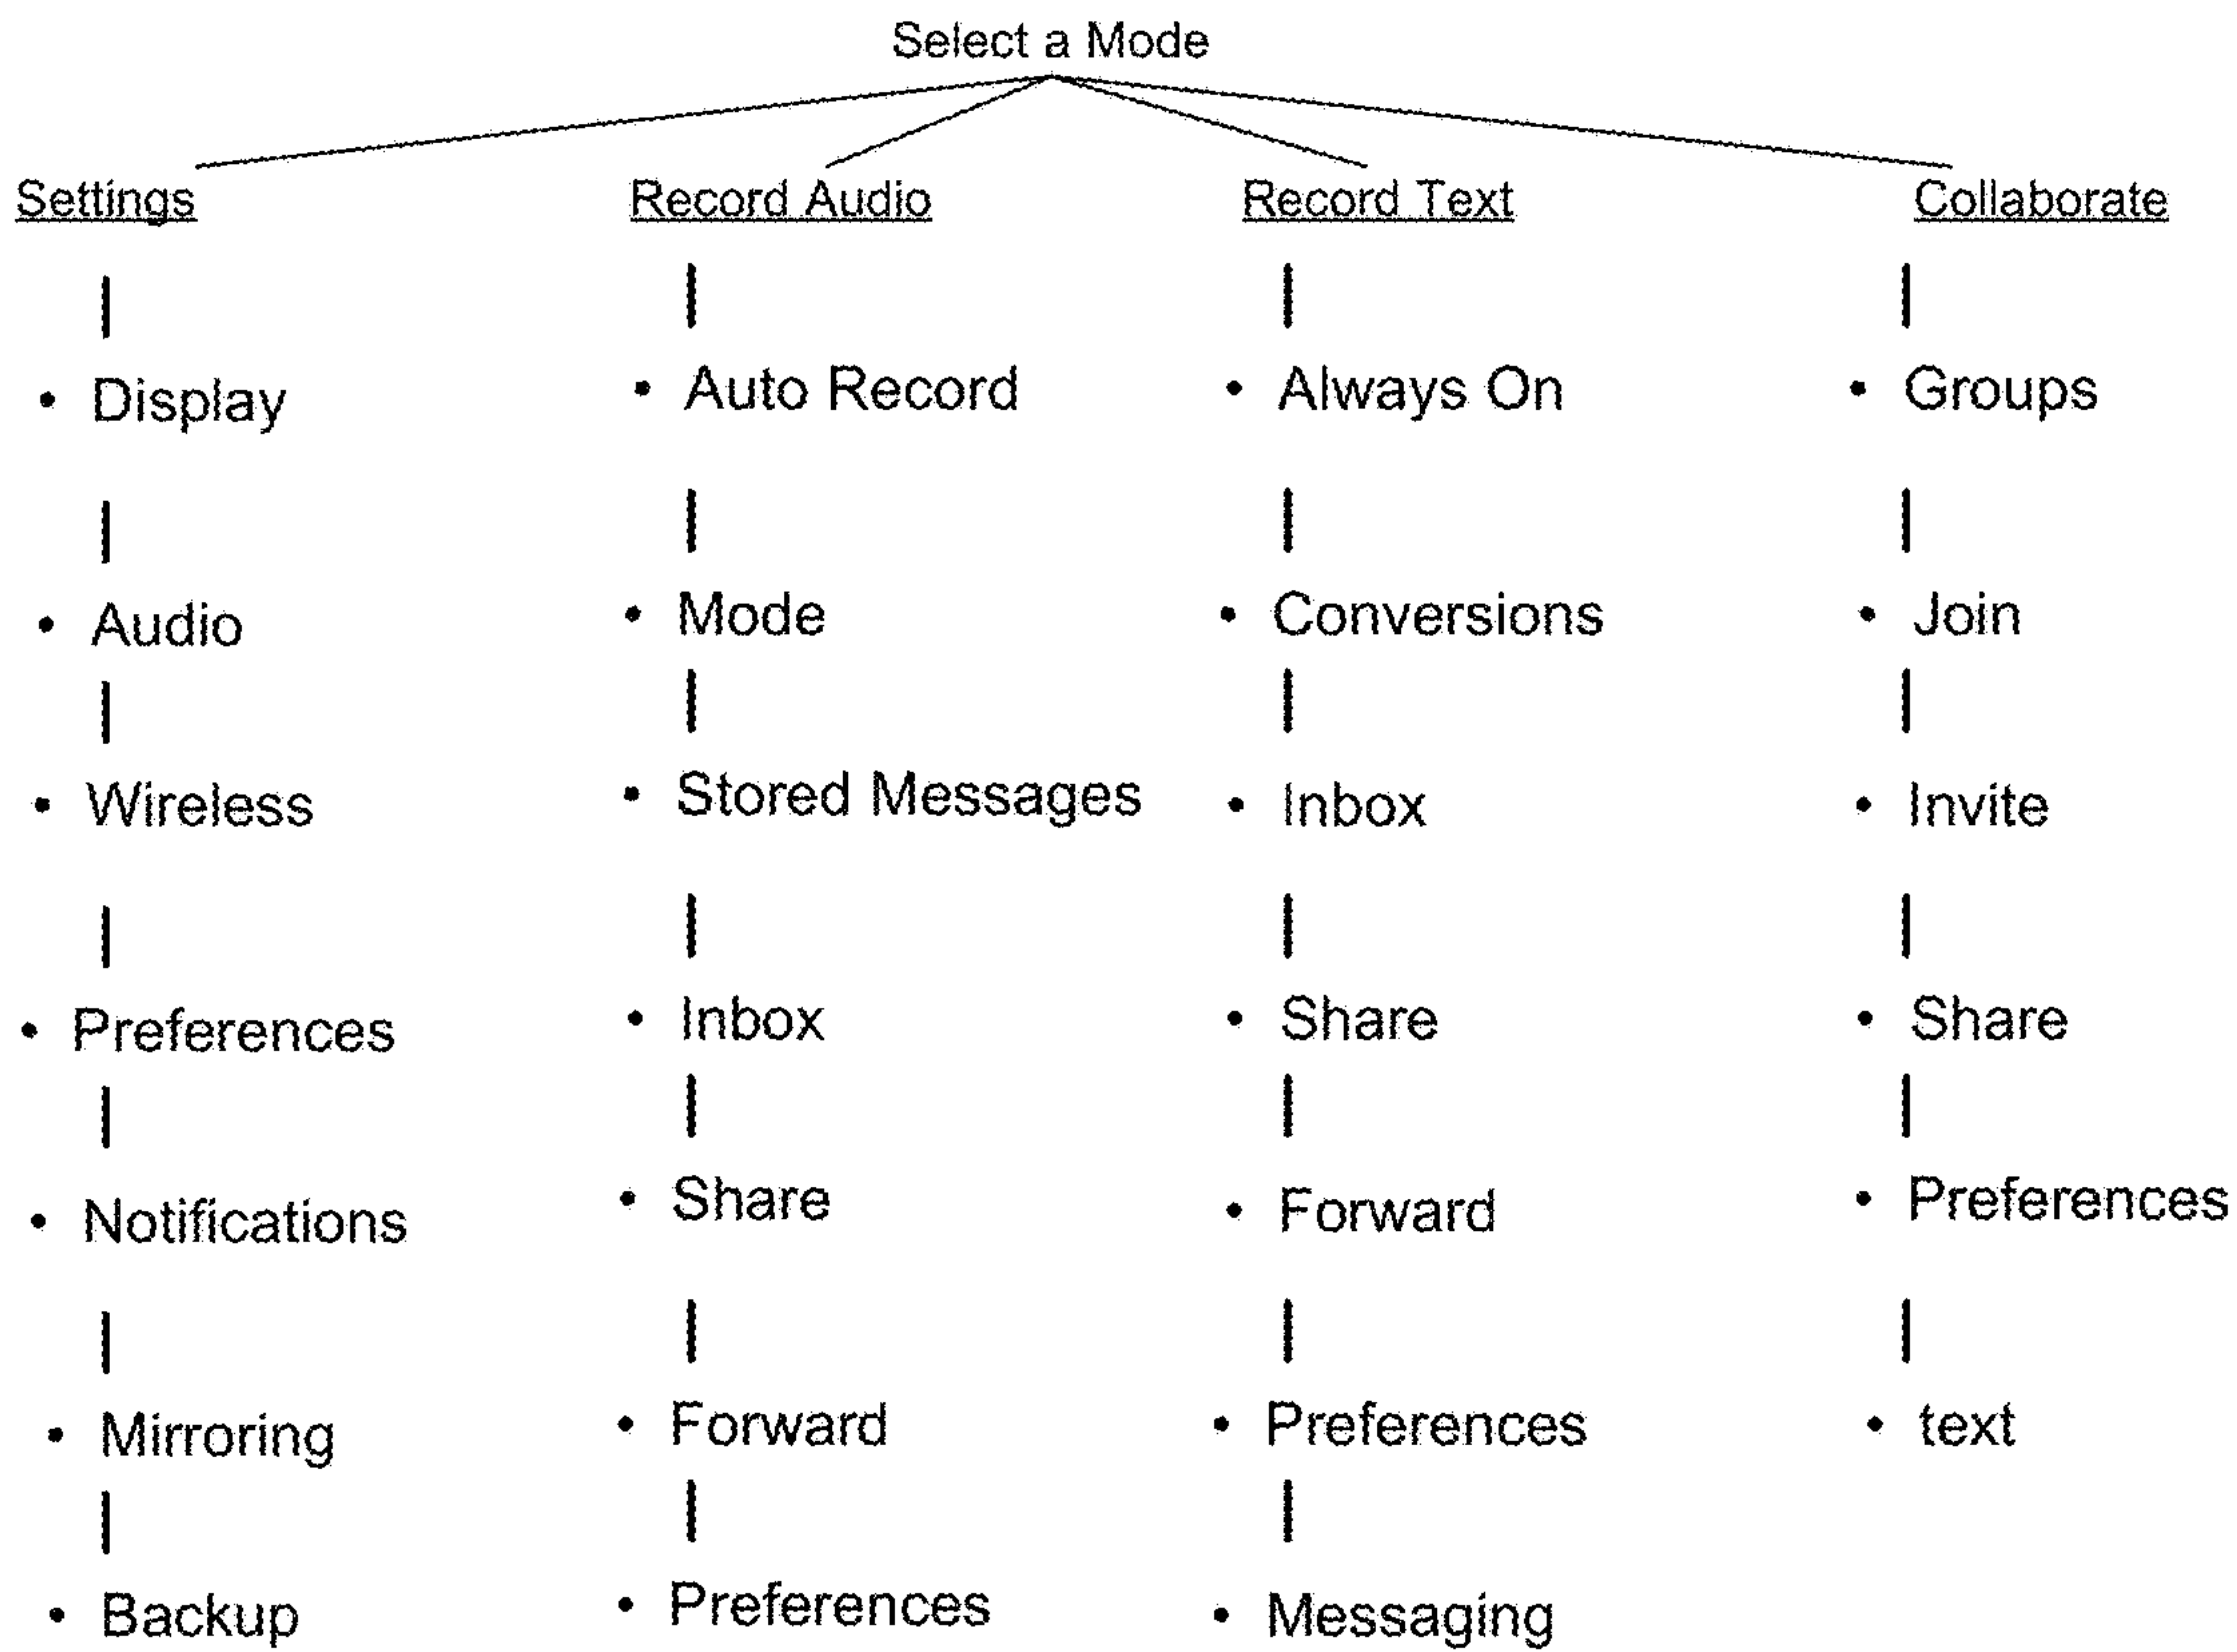 Select a Mode
Settings
Record Audio
Record Text
Collaborate
• Display
• Audio
• Wireless
• Preferences
• Notifications
• Mirroring
• Backup
• Auto Record
• Mode
• Stored Messages
• Inbox
• Share
• Forward
• Preferences
• Always On
• Conversions
• Inbox
• Share
• Forward
• Preferences
• Messaging
• Groups
• Join
• Invite
• Share
• Preferences
• text